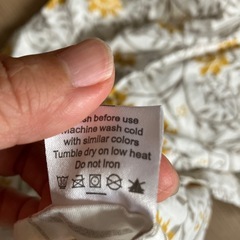 before use
Machine wash cold
with similar colors
Tumble dry on low heat
Do not Iron